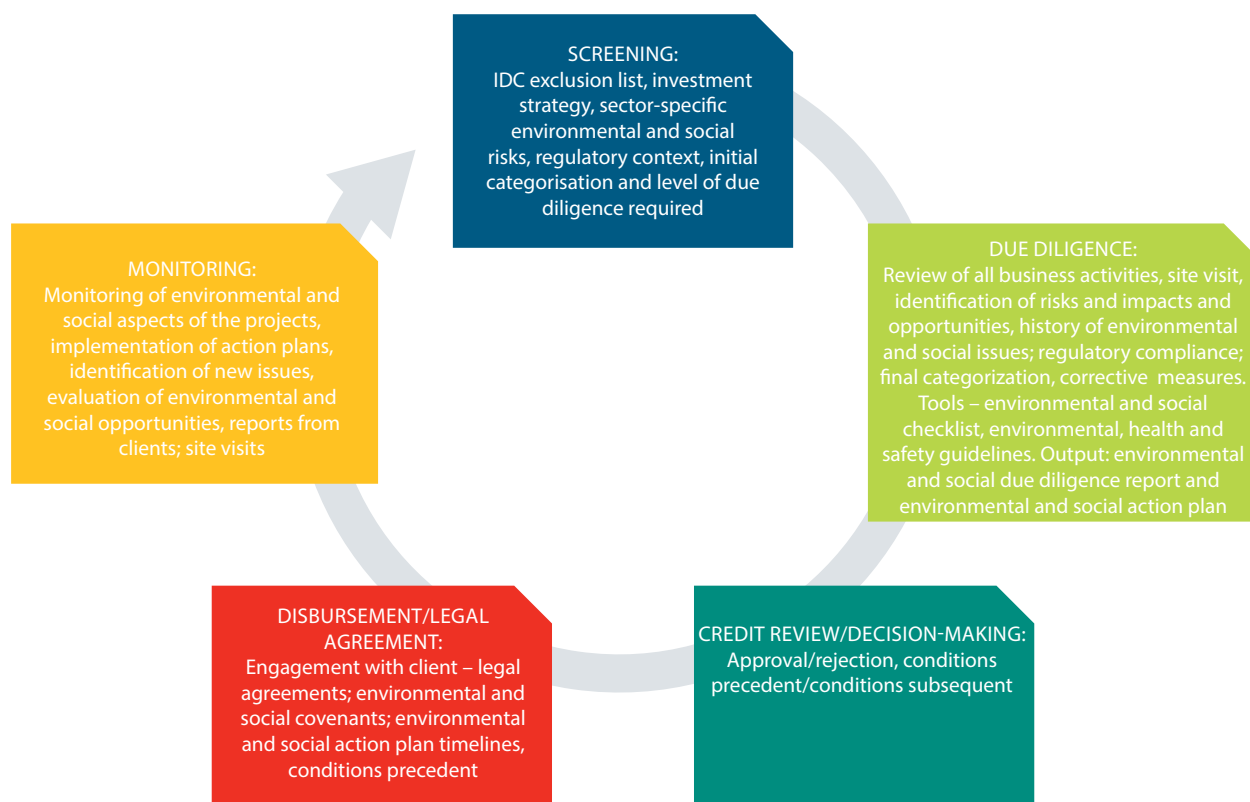 SCREENING:
IDC exclusion list, investment
strategy, sector-specific
environmental and social
risks, regulatory context, initial
categorisation and level of due
diligence required
DUE DILIGENCE:
Review of all business activities, site visit,
identification of risks and impacts and
opportunities, history of environmental
and social issues; regulatory compliance;
final categorization, corrective measures.
Tools – environmental and social
checklist, environmental, health and
safety guidelines. Output: environmental
and social due diligence report and
environmental and social action plan
CREDIT REVIEW/DECISION-MAKING:
Approval/rejection, conditions
precedent/conditions subsequent
DISBURSEMENT/LEGAL
AGREEMENT:
Engagement with client – legal
agreements; environmental and
social covenants; environmental
and social action plan timelines,
conditions precedent
MONITORING:
Monitoring of environmental and
social aspects of the projects,
implementation of action plans,
identification of new issues,
evaluation of environmental and
social opportunities, reports from
clients; site visits